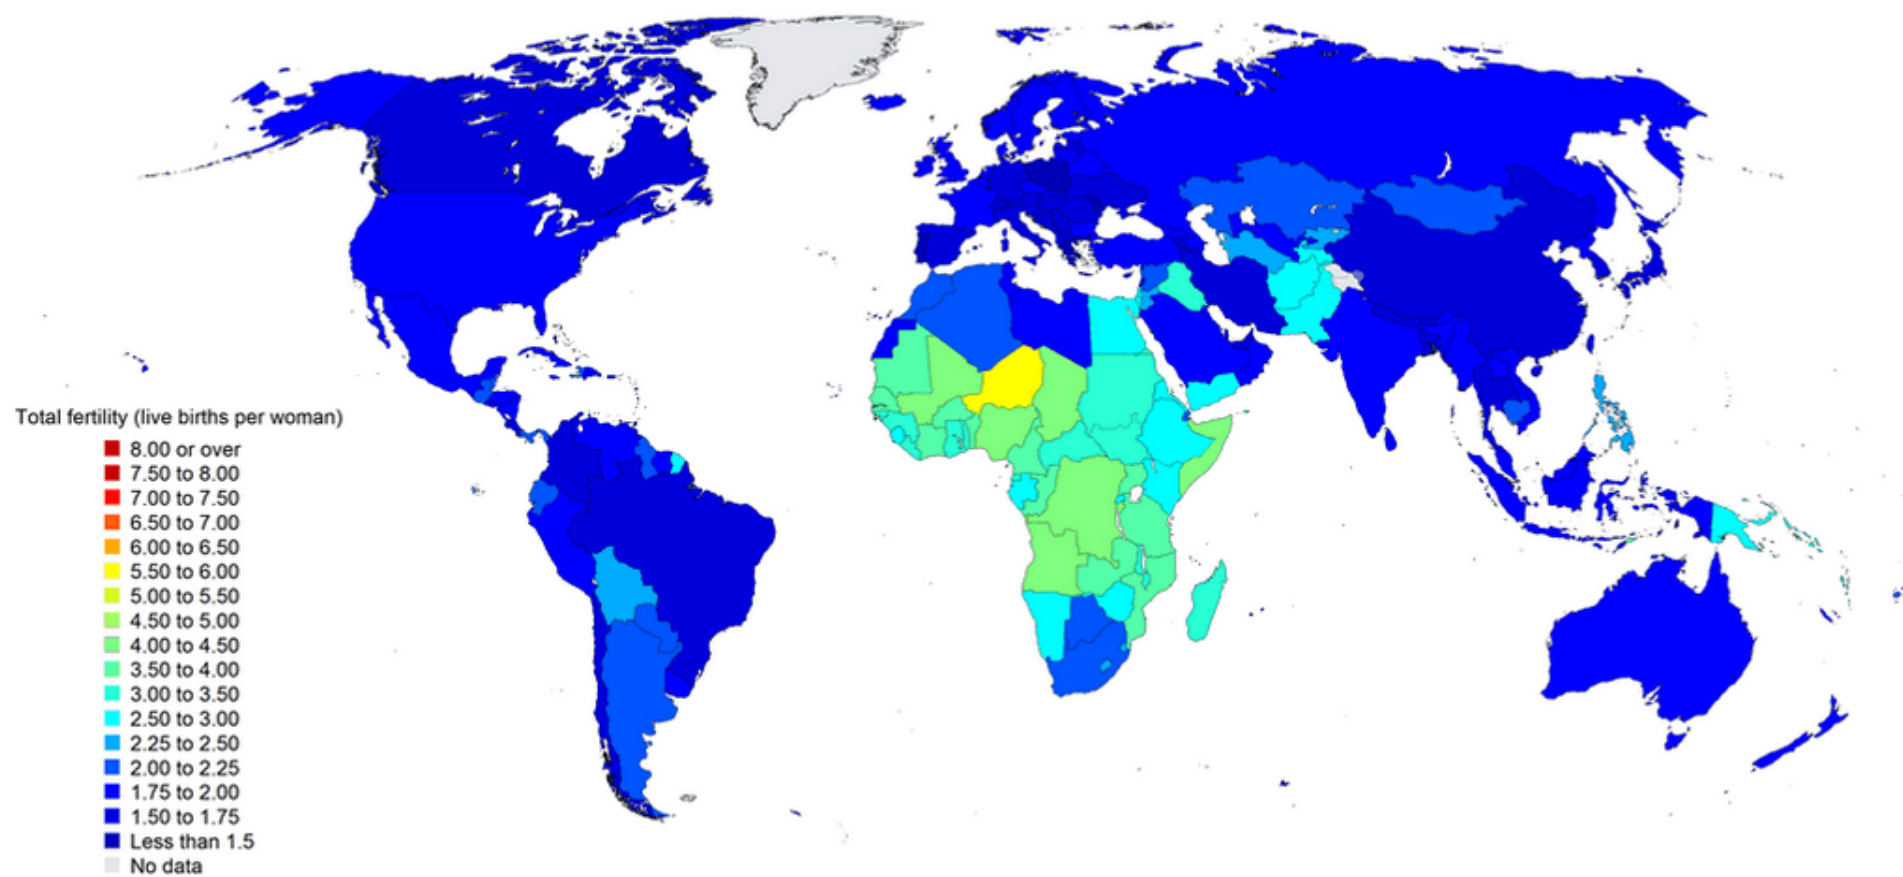 Total fertility (live births per woman)
8.00 or over
7.50 to 8.00
7.00 to 7.50
6.50 to 7.00
6.00 to 6.50
5.50 to 6.00
5.00 to 5.50
4.50 to 5.00
4.00 to 4.50
3.50 to 4.00
3.00 to 3.50
2.50 to 3.00
2.25 to 2.50
2.00 to 2.25
1.75 to 2.00
1.50 to 1.75
Less than 1.5
No data